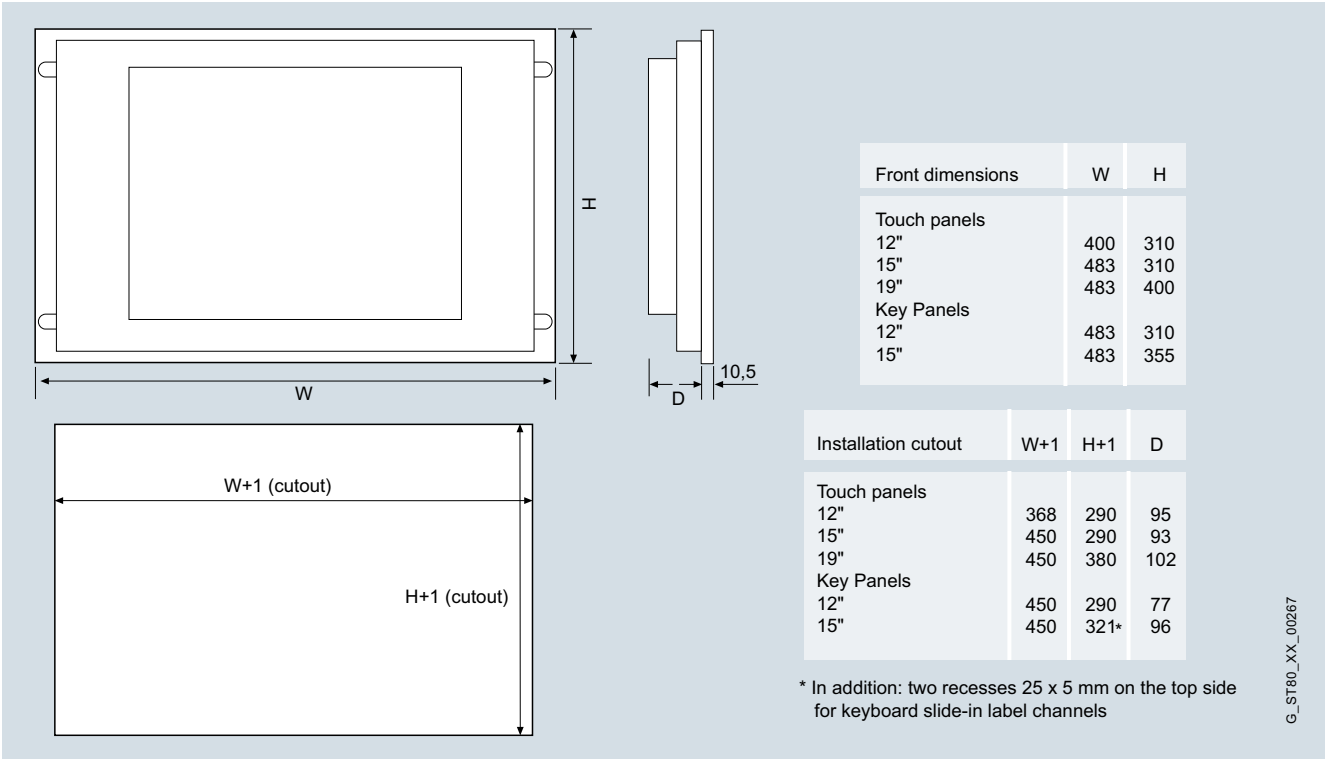 H
W
D
10,5
W+1 (cutout)
H+1 (cutout)
Front dimensions W H
Touch panels
12" 400 310
15" 483 310
19" 483 400
Key Panels
12" 483 310
15" 483 355
Installation cutout W+1 H+1 D
Touch panels
12" 368 290 95
15" 450 290 93
19" 450 380 102
Key Panels
12" 450 290 77
15" 450 321* 96
* In addition: two recesses 25 x 5 mm on the top side
for keyboard slide-in label channels
G_ST80_XX_00267